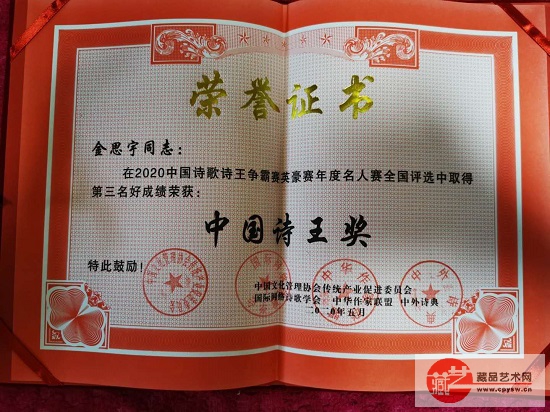 荣誉证书
金思宇同志：
在2020中国诗歌诗王争霸赛英豪赛年度名人赛全国评选中取得
第三名好成绩荣获：
中国诗王奖
特此鼓励！
中国文化管理协会传统产业促进委员会
国际网络诗歌学会 中华作家联盟 中外诗典
二〇二〇年五月
藏艺
藏品艺术网
www.cpysw.cn